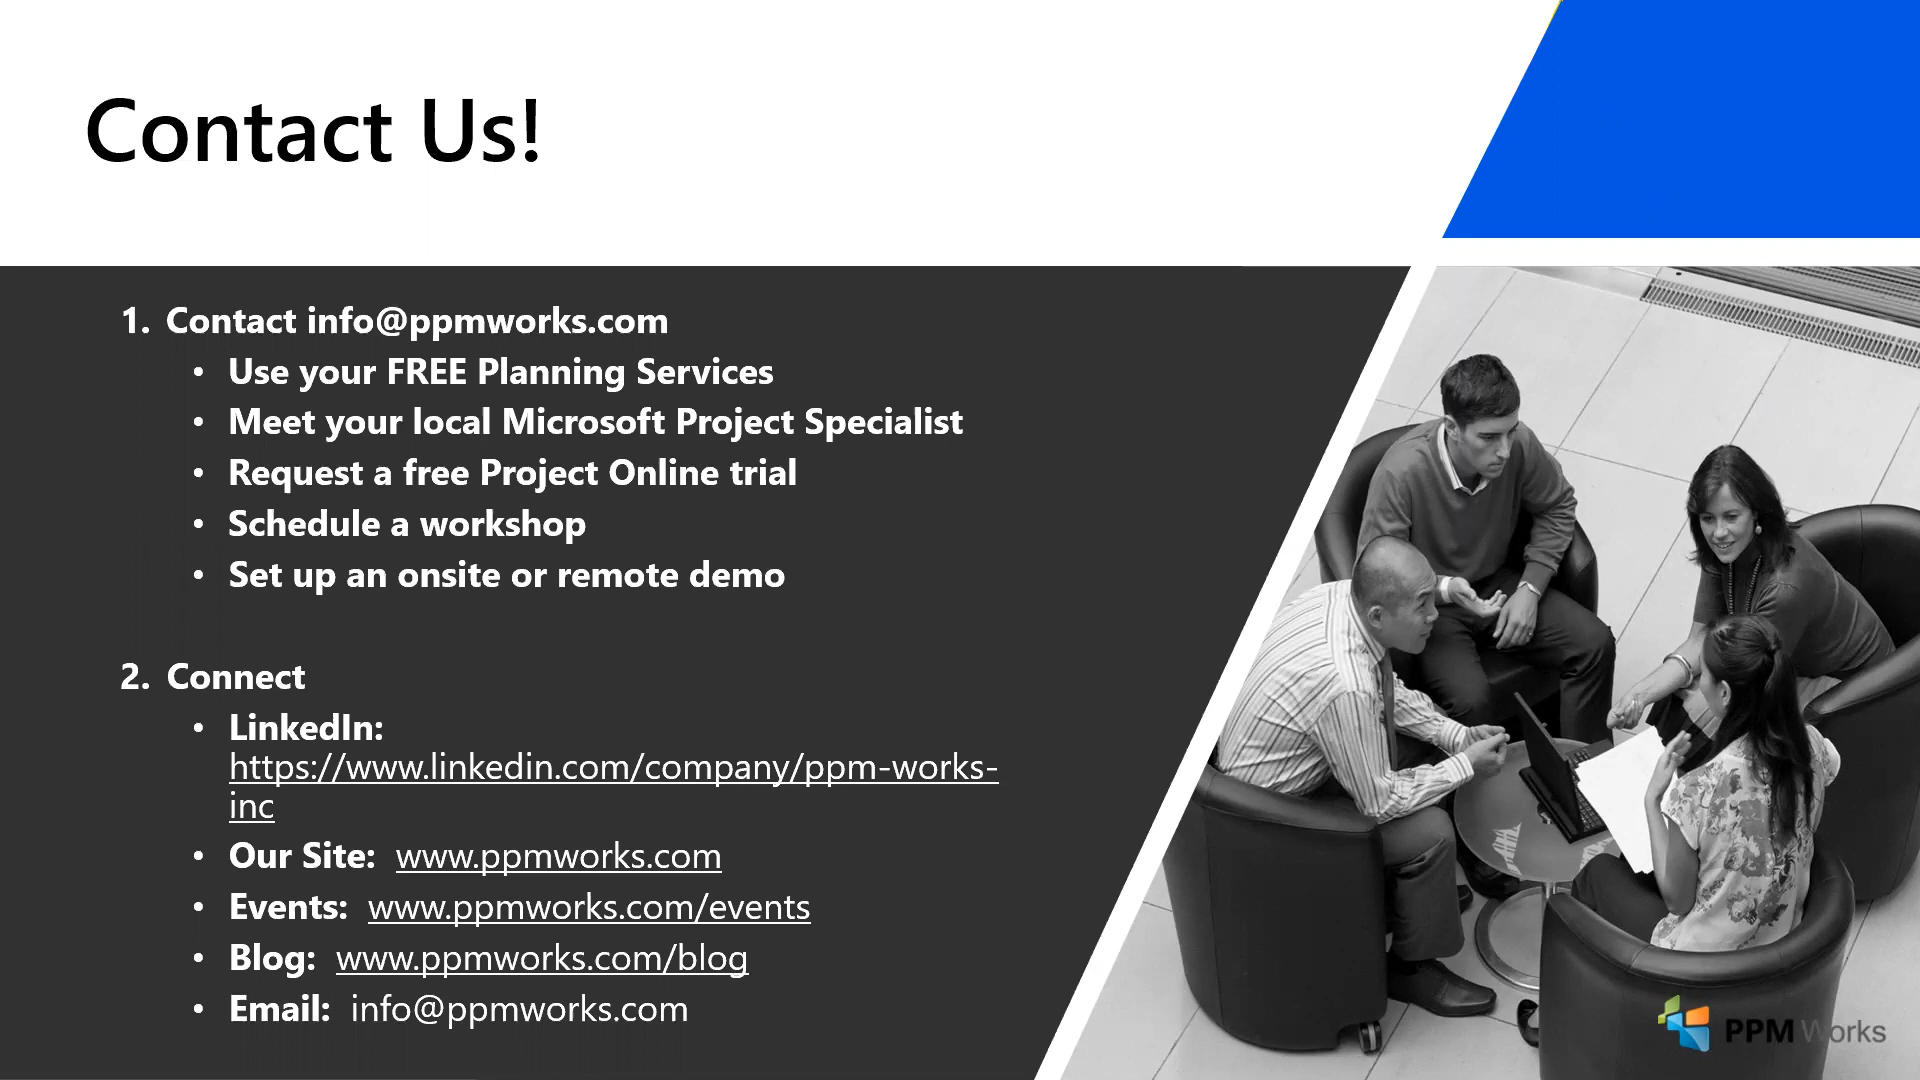 Contact Us!
1. Contact info@ppmworks.com
• Use your FREE Planning Services
• Meet your local Microsoft Project Specialist
• Request a free Project Online trial
• Schedule a workshop
• Set up an onsite or remote demo
2. Connect
• LinkedIn:
https://www.linkedin.com/company/ppm-works-
inc
• Our Site: www.ppmworks.com
• Events: www.ppmworks.com/events
• Blog: www.ppmworks.com/blog
• Email: info@ppmworks.com
PPM Works